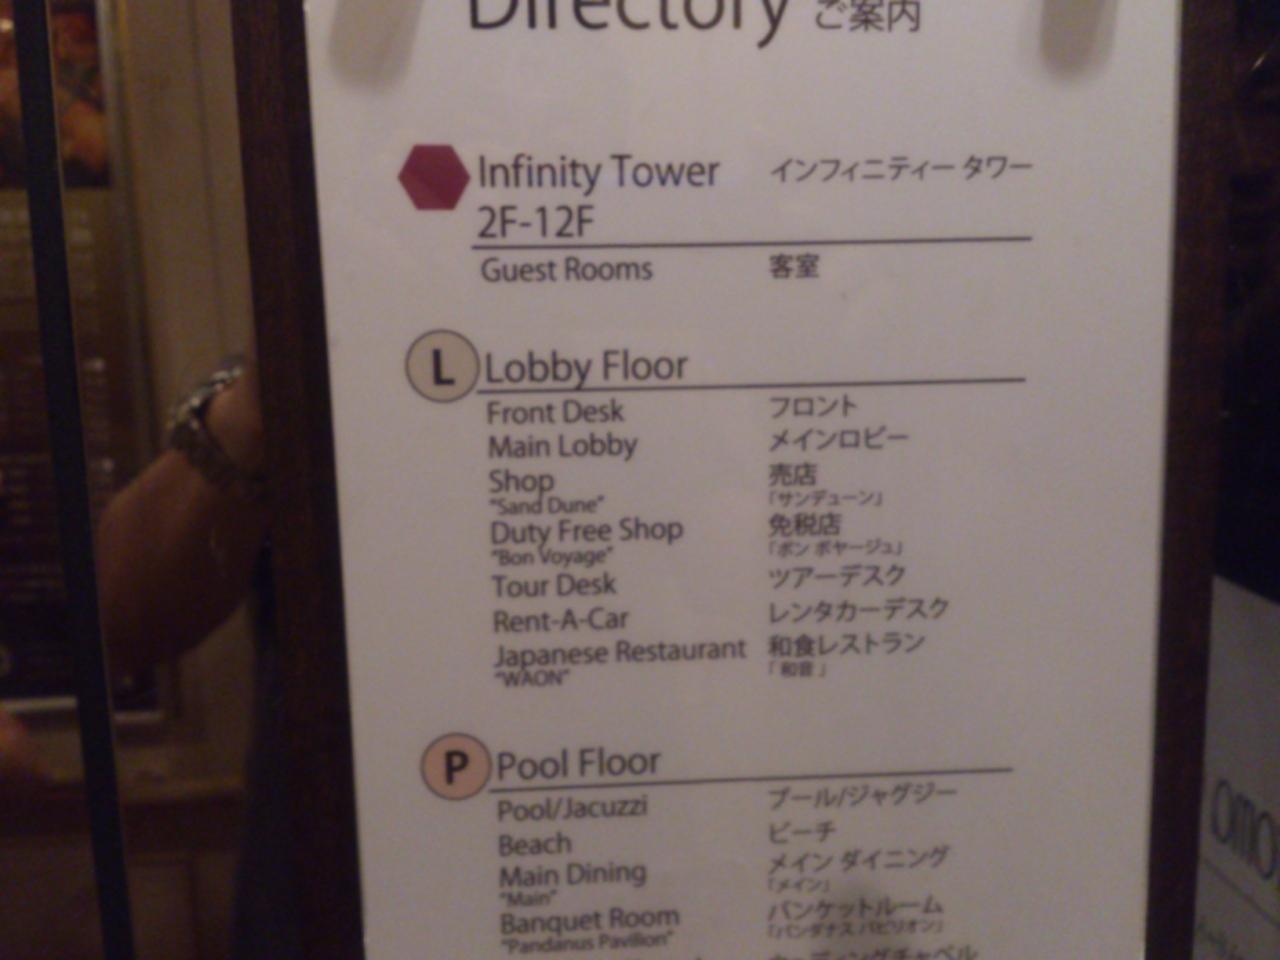 Directory ご案内
Infinity Tower インフィニティー タワー
2F-12F
Guest Rooms 客室
L Lobby Floor
Front Desk フロント
Main Lobby メインロビー
Shop 売店
"Sand Dune" 「サンデューン」
Duty Free Shop 免税店
"Bon Voyage" 「ボン ボヤージュ」
Tour Desk ツアーデスク
Rent-A-Car レンタカーデスク
Japanese Restaurant 和食レストラン
"WAON" 「和音」
P Pool Floor
Pool/Jacuzzi プール/ジャグジー
Beach ビーチ
Main Dining メイン ダイニング
"Main" 「メイン」
Banquet Room バンケットルーム
"Pandanus Pavilion" 「パンダナス パビリオン」